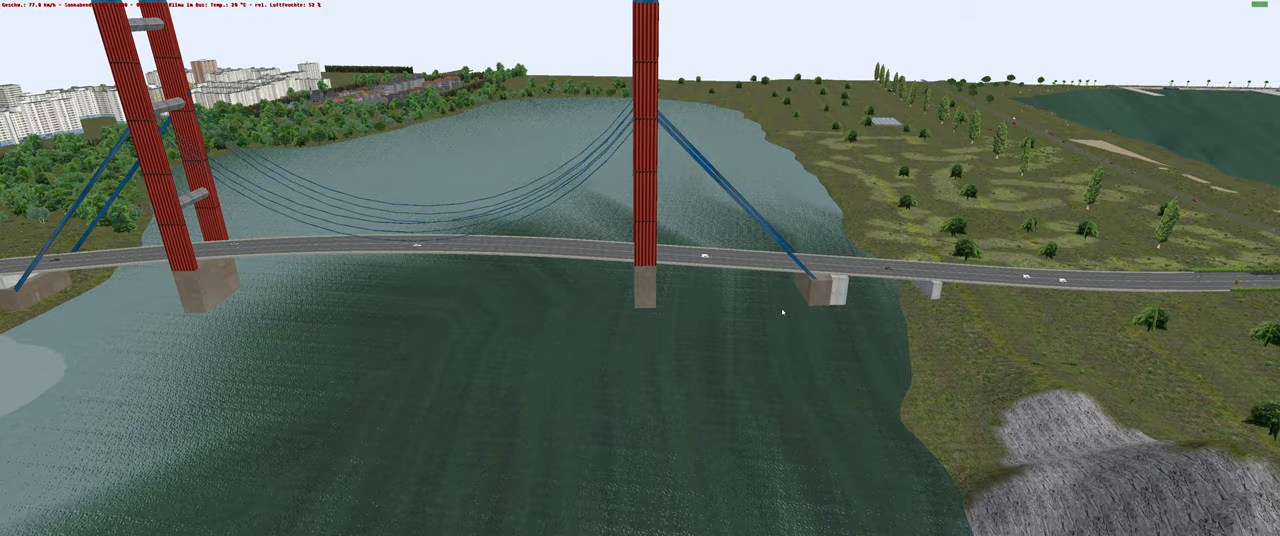 Geschw.: 77.0 km/h - Sonnabend Klima im Bus: Temp.: 20 °C - rel. Luftfeuchte: 52 %